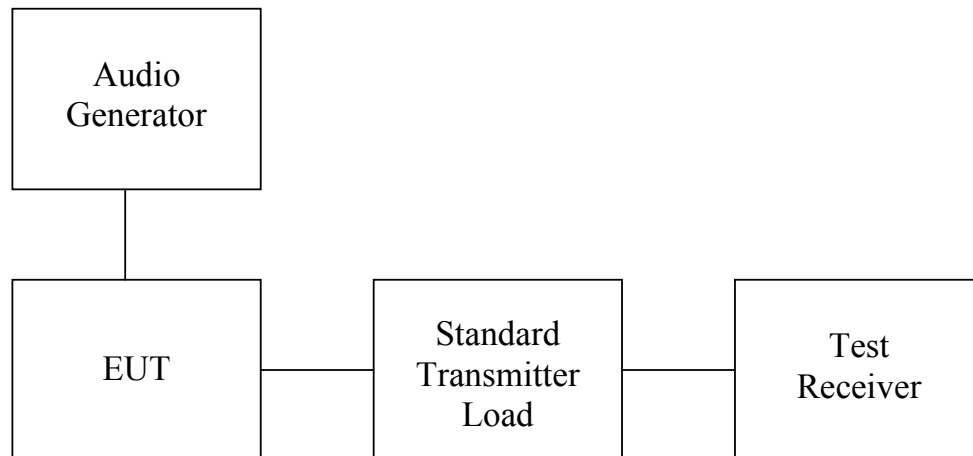 Audio
Generator
EUT
Standard
Transmitter
Load
Test
Receiver